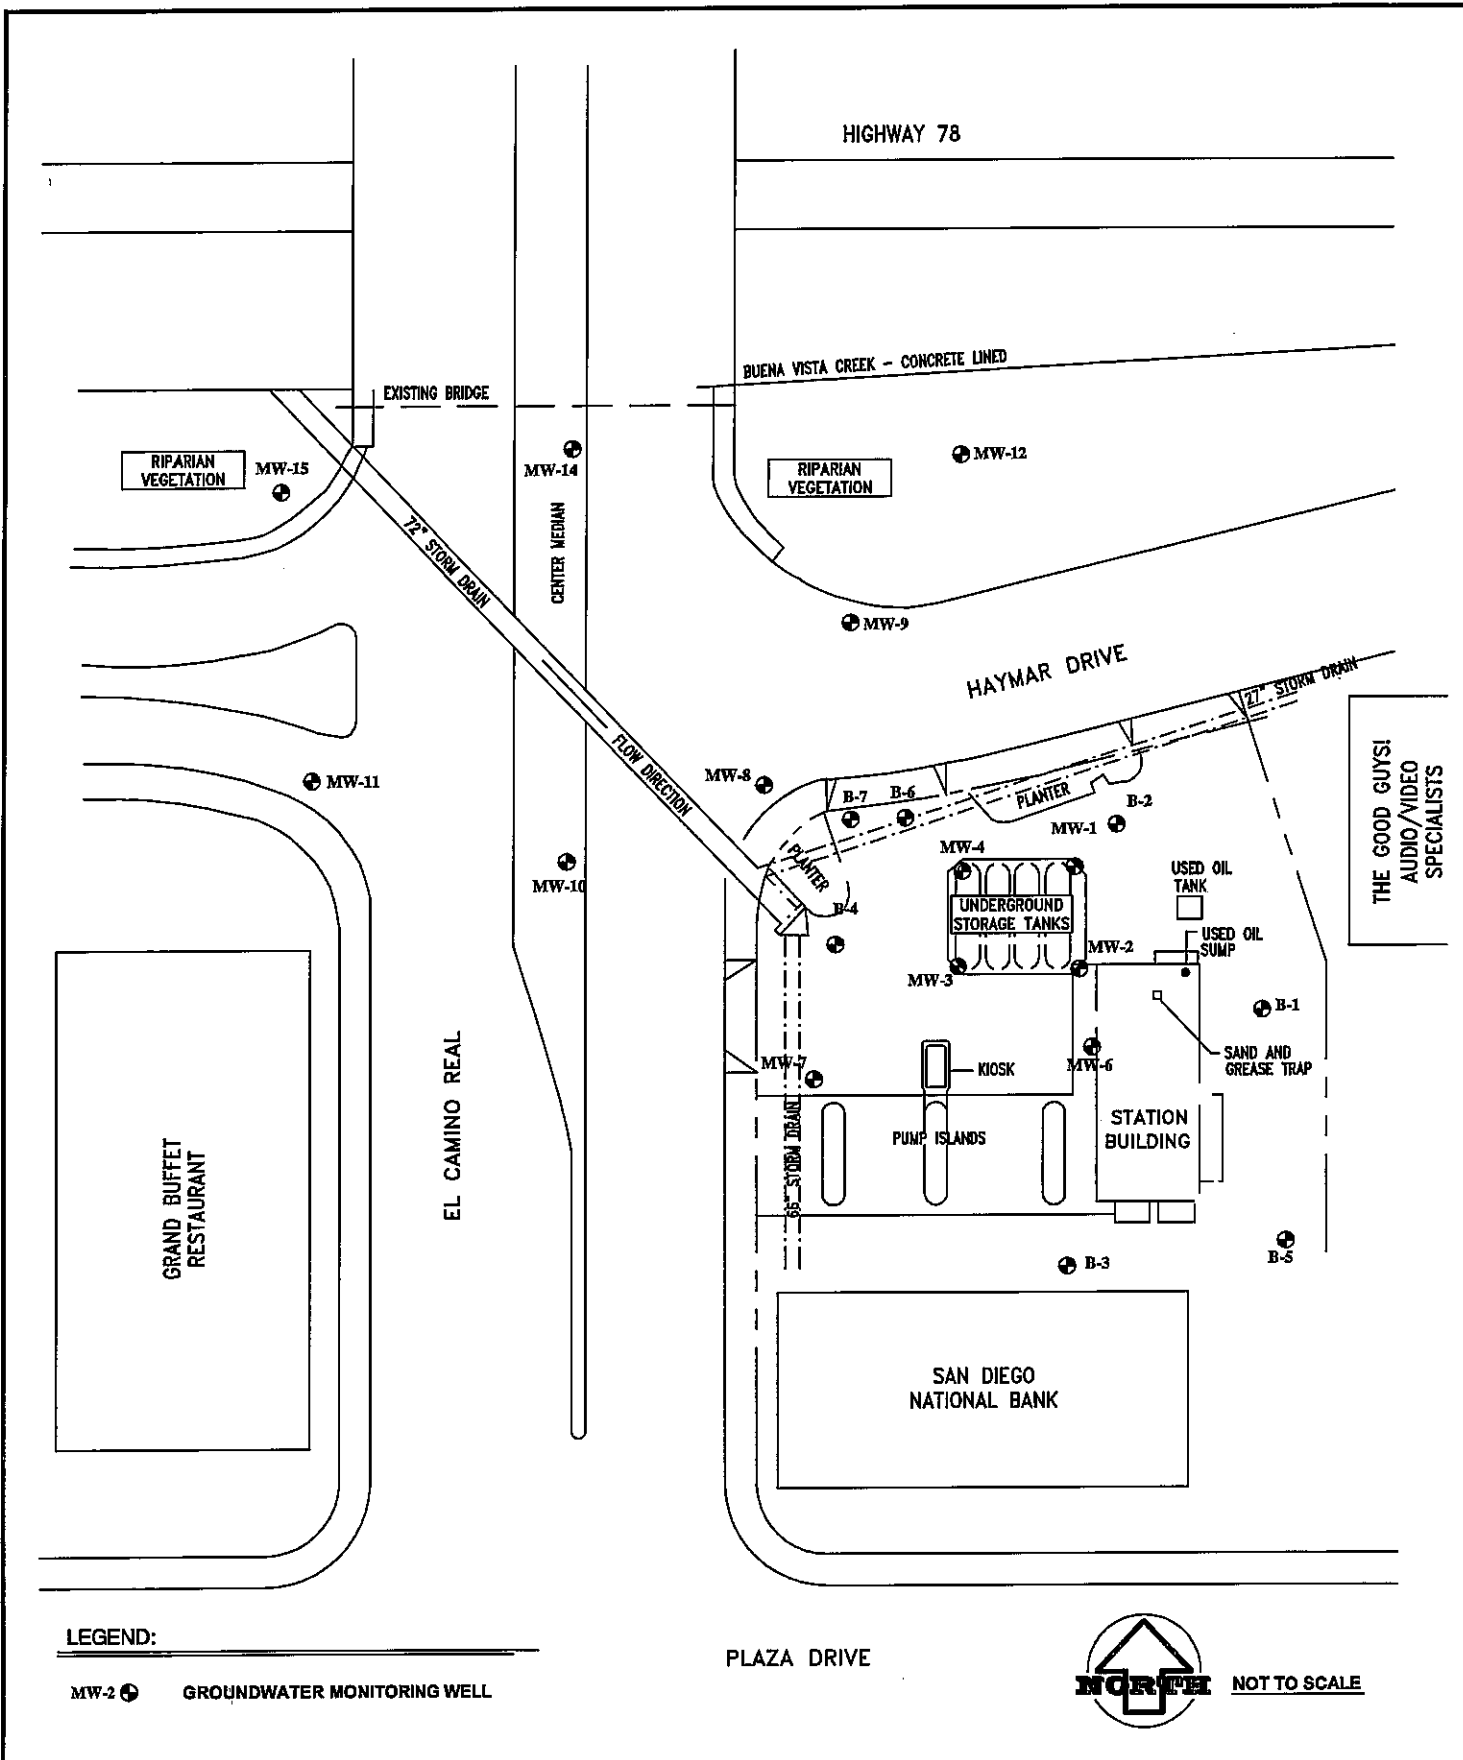 HIGHWAY 78
BUENA VISTA CREEK - CONCRETE LINED
EXISTING BRIDGE
RIPARIAN
VEGETATION
MW-15
MW-14
RIPARIAN
VEGETATION
MW-12
72" STORM DRAIN
CENTER MEDIAN
MW-9
HAYMAR DRIVE
27" STORM DRAIN
FLOW DIRECTION
THE GOOD GUYS!
AUDIO/VIDEO
SPECIALISTS
MW-11
MW-8
B-7
B-6
PLANTER
B-2
MW-1
MW-4
PLANTER
MW-10
USED OIL
TANK
B-4
UNDERGROUND
STORAGE TANKS
USED OIL
SUMP
MW-2
MW-3
B-1
MW-7
KIOSK
MW-6
SAND AND
GREASE TRAP
EL CAMINO REAL
66" STORM DRAIN
PUMP ISLANDS
STATION
BUILDING
GRAND BUFFET
RESTAURANT
B-3
B-5
SAN DIEGO
NATIONAL BANK
LEGEND:
MW-2 GROUNDWATER MONITORING WELL
PLAZA DRIVE
NORTH
NOT TO SCALE